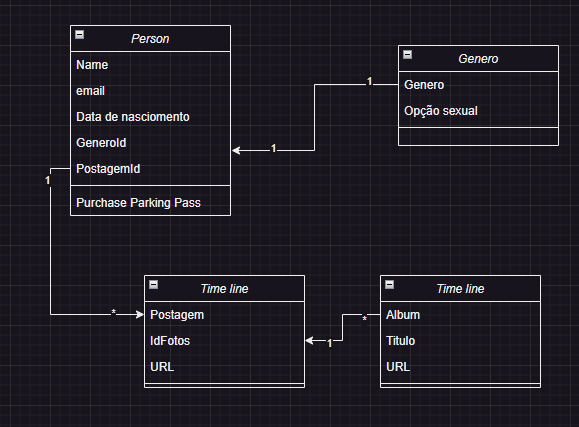 Person
Name
email
Data de nasciomento
GeneroId
PostagemId
Purchase Parking Pass
Genero
Genero
Opção sexual
1
1
1
*
Time line
Postagem
IdFotos
URL
1
*
Time line
Album
Titulo
URL